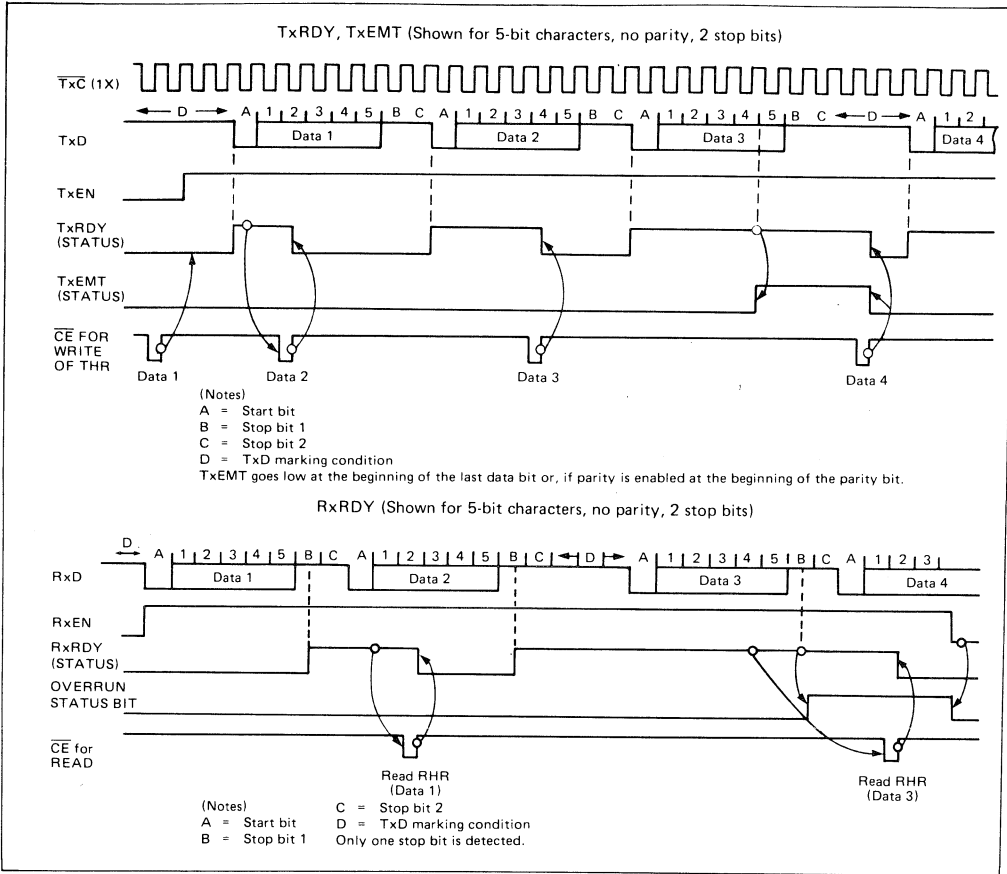 TxRDY, TxEMT (Shown for 5-bit characters, no parity, 2 stop bits)
TxC (1X)
D A 1 2 3 4 5 B C A 1 2 3 4 5 B C A 1 2 3 4 5 B C D A 1 2
TxD Data 1 Data 2 Data 3 Data 4
TxEN
TxRDY
(STATUS)
TxEMT
(STATUS)
CE FOR
WRITE
OF THR
Data 1 Data 2 Data 3 Data 4
(Notes)
A = Start bit
B = Stop bit 1
C = Stop bit 2
D = TxD marking condition
TxEMT goes low at the beginning of the last data bit or, if parity is enabled at the beginning of the parity bit.
RxRDY (Shown for 5-bit characters, no parity, 2 stop bits)
D A 1 2 3 4 5 B C A 1 2 3 4 5 B C D A 1 2 3 4 5 B C A 1 2 3
RxD Data 1 Data 2 Data 3 Data 4
RxEN
RxRDY
(STATUS)
OVERRUN
STATUS BIT
CE for
READ
Read RHR
(Data 1)
Read RHR
(Data 3)
(Notes) C = Stop bit 2
A = Start bit D = TxD marking condition
B = Stop bit 1 Only one stop bit is detected.